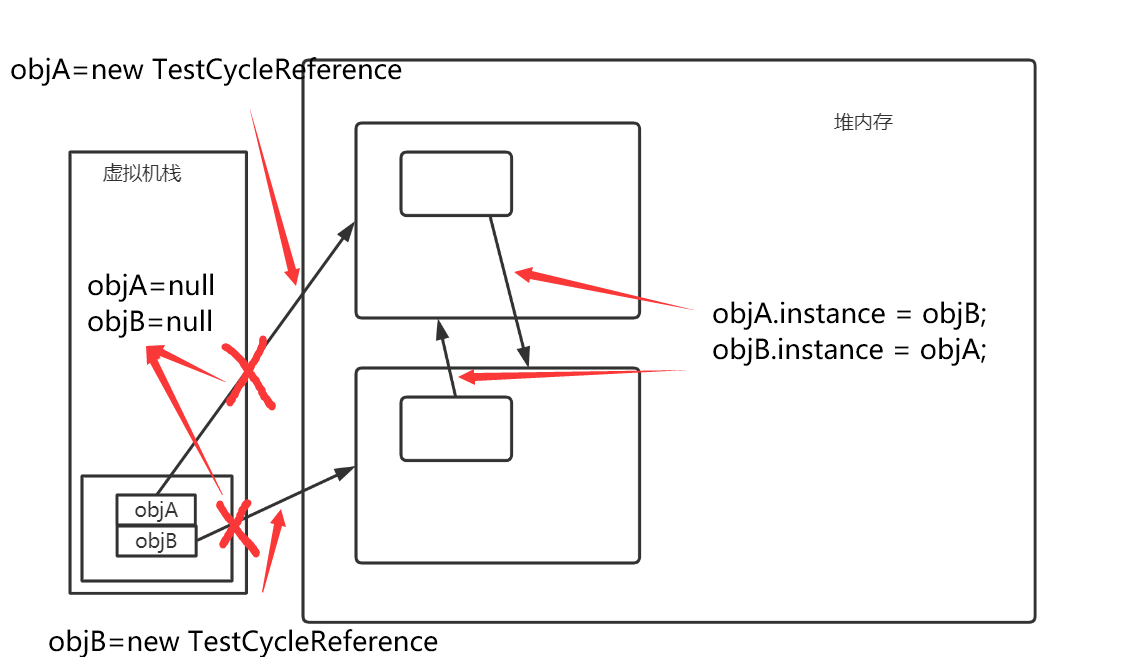 objA=new TestCycleReference
堆内存
虚拟机栈
objA=null
objB=null
objA.instance = objB;
objB.instance = objA;
objA
objB
objB=new TestCycleReference